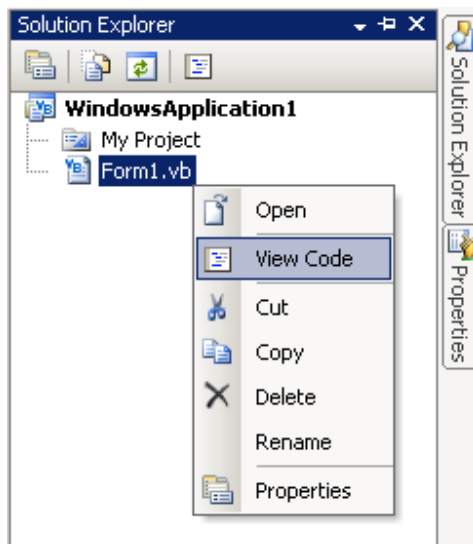 Solution Explorer
WindowsApplication1
My Project
Form1.vb
Open
View Code
Cut
Copy
Delete
Rename
Properties
Solution Explorer
Properties